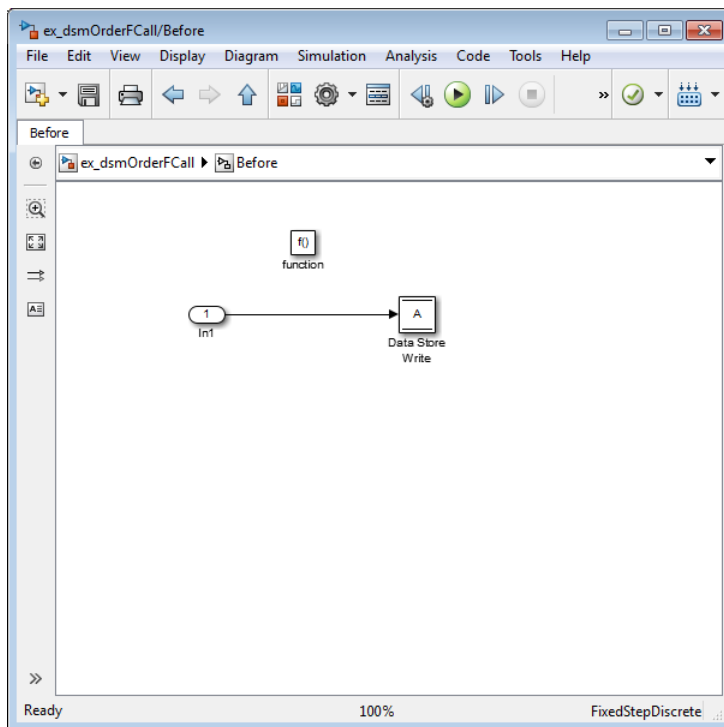 ex_dsmOrderFCall/Before
File Edit View Display Diagram Simulation Analysis Code Tools Help
»
Before
ex_dsmOrderFCall Before
f()
function
1
In1
A
Data Store
Write
»
Ready 100% FixedStepDiscrete